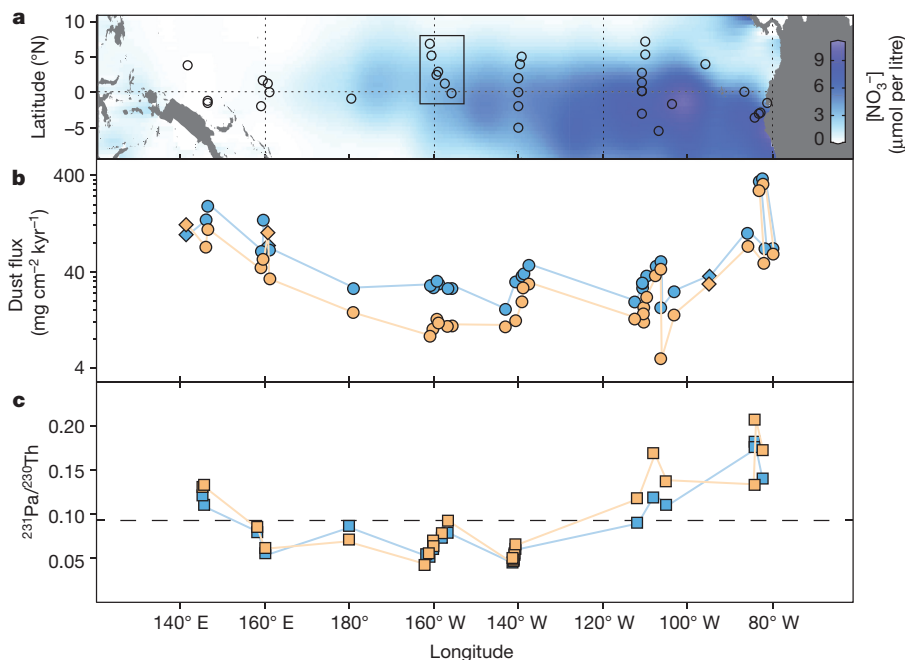 a
10
5
0
−5
Latitude (°N)
9
6
3
0
[NO₃⁻]
(μmol per litre)
b
400
40
4
Dust flux
(mg cm⁻² kyr⁻¹)
c
0.20
0.15
0.10
0.05
²³¹Pa/²³⁰Th
140° E 160° E 180° 160° W 140° W 120° W 100° W 80° W
Longitude